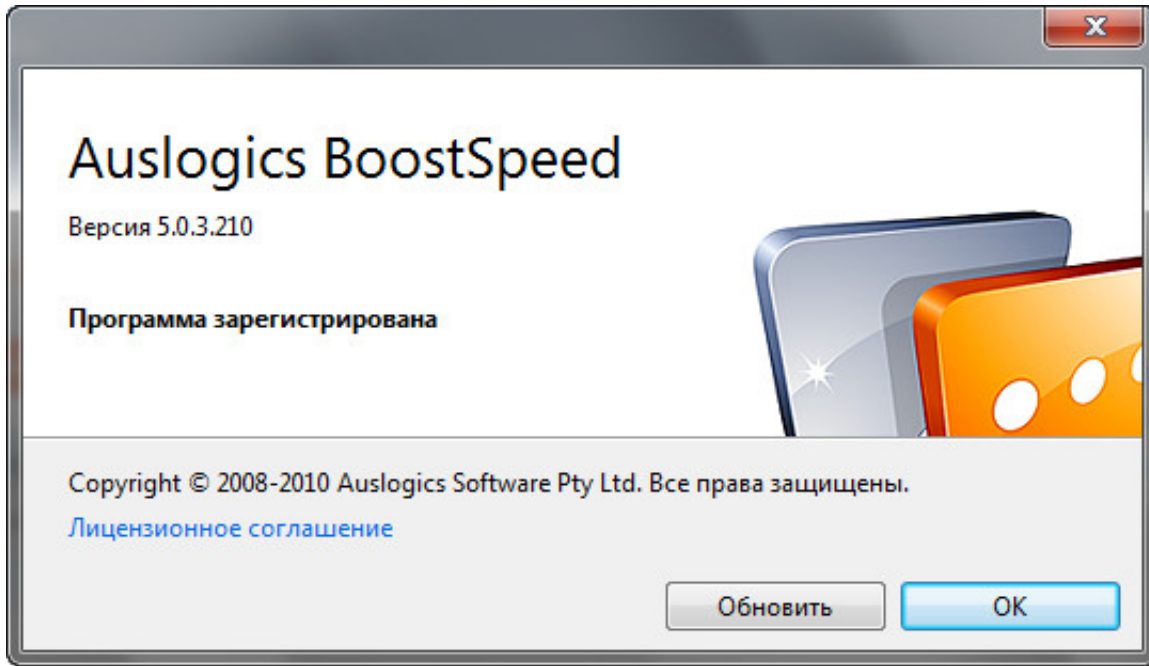 Auslogics BoostSpeed
Версия 5.0.3.210
Программа зарегистрирована
Copyright © 2008-2010 Auslogics Software Pty Ltd. Все права защищены.
Лицензионное соглашение
Обновить
OK